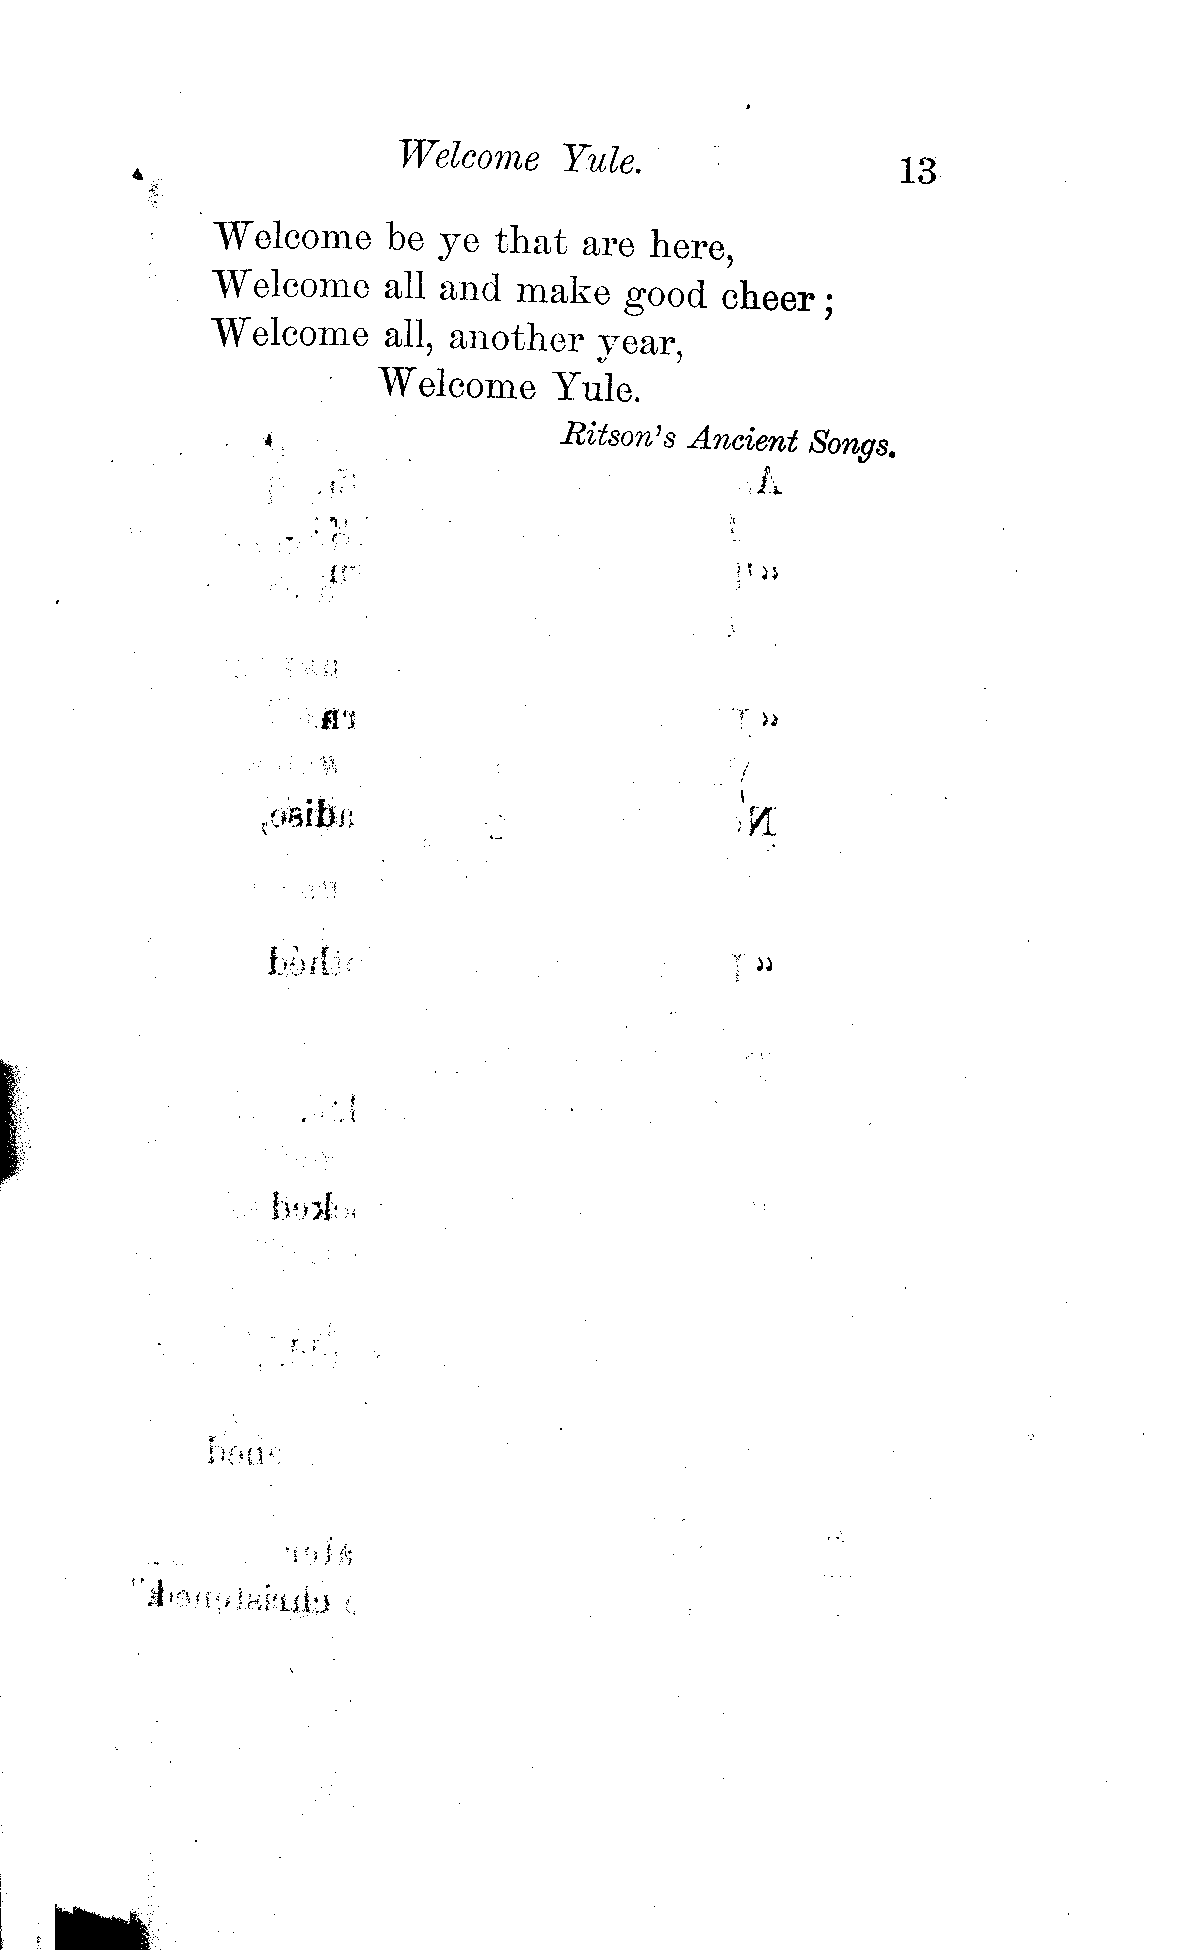 Welcome Yule. 13
Welcome be ye that are here,
Welcome all and make good cheer;
Welcome all, another year,
Welcome Yule.
Ritson's Ancient Songs.